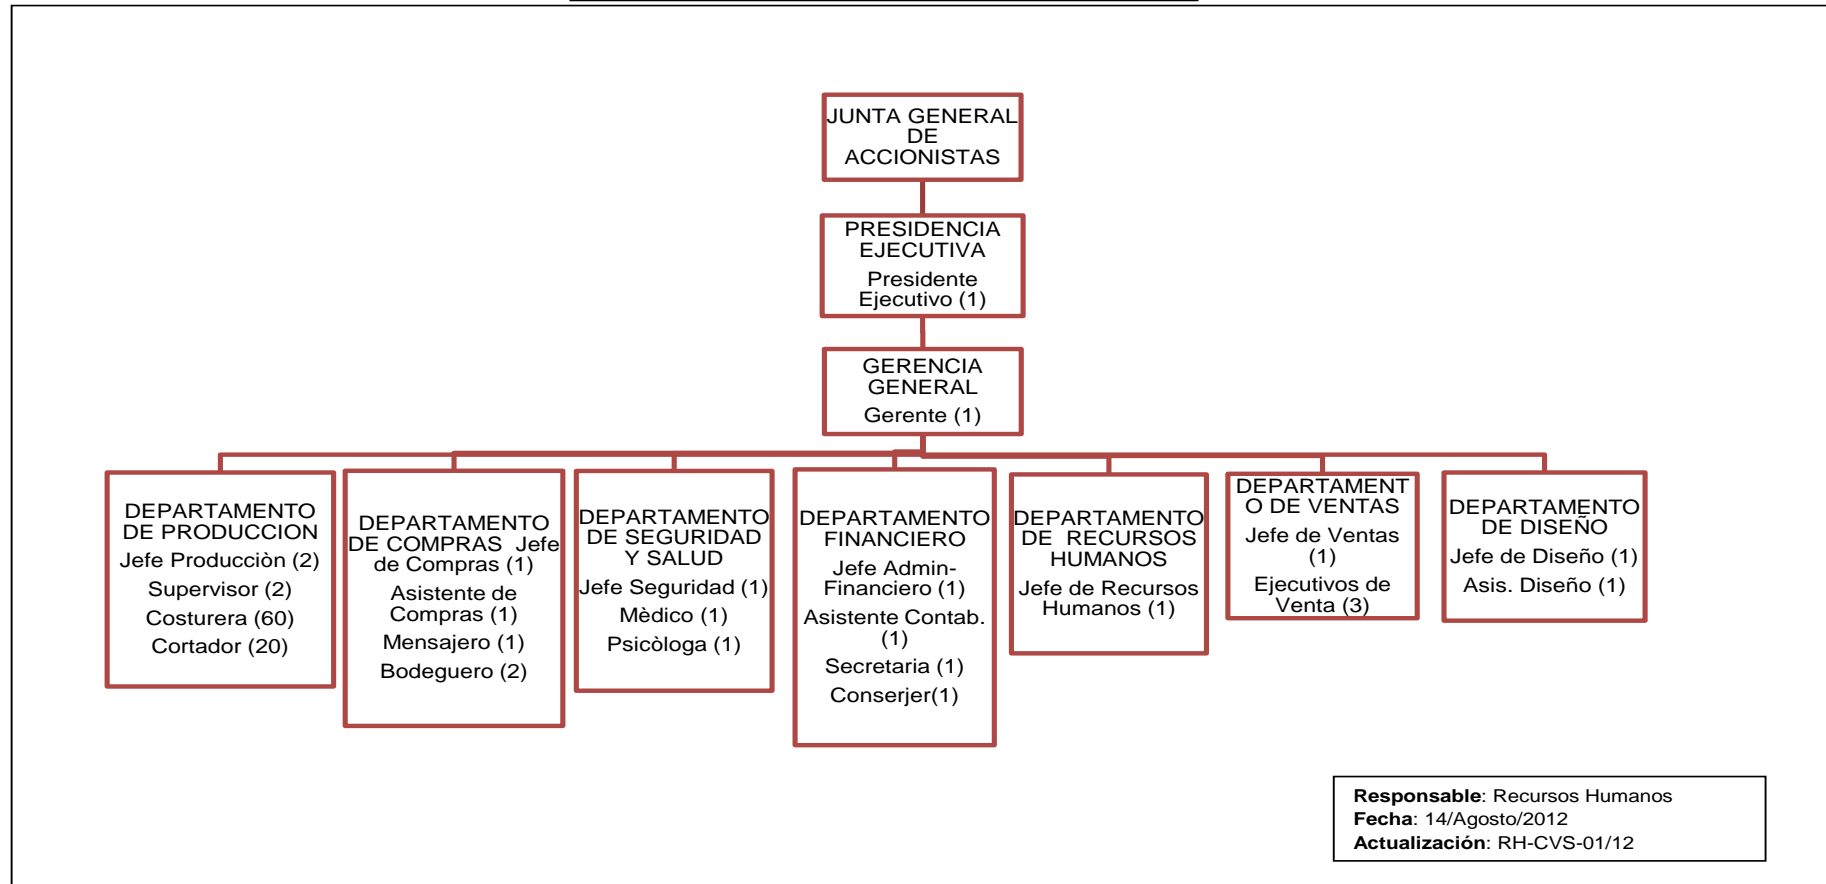 JUNTA GENERAL
DE
ACCIONISTAS
PRESIDENCIA
EJECUTIVA
Presidente
Ejecutivo (1)
GERENCIA
GENERAL
Gerente (1)
DEPARTAMENTO
DE PRODUCCION
Jefe Producciòn (2)
Supervisor (2)
Costurera (60)
Cortador (20)
DEPARTAMENTO
DE COMPRAS  Jefe
de Compras (1)
Asistente de
Compras (1)
Mensajero (1)
Bodeguero (2)
DEPARTAMENTO
DE SEGURIDAD
Y SALUD
Jefe Seguridad (1)
Mèdico (1)
Psicòloga (1)
DEPARTAMENTO
FINANCIERO
Jefe Admin-
Financiero (1)
Asistente Contab.
(1)
Secretaria (1)
Conserjer(1)
DEPARTAMENTO
DE  RECURSOS
HUMANOS
Jefe de Recursos
Humanos (1)
DEPARTAMENT
O DE VENTAS
Jefe de Ventas
(1)
Ejecutivos de
Venta (3)
DEPARTAMENTO
DE DISEÑO
Jefe de Diseño (1)
Asis. Diseño (1)
Responsable: Recursos Humanos
Fecha: 14/Agosto/2012
Actualización: RH-CVS-01/12